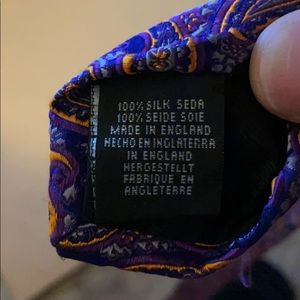 100% SILK SEDA
100% SEIDE SOIE
MADE IN ENGLAND
HECHO EN INGLATERRA
IN ENGLAND
HERGESTELLT
FABRIQUE EN
ANGLETERRE